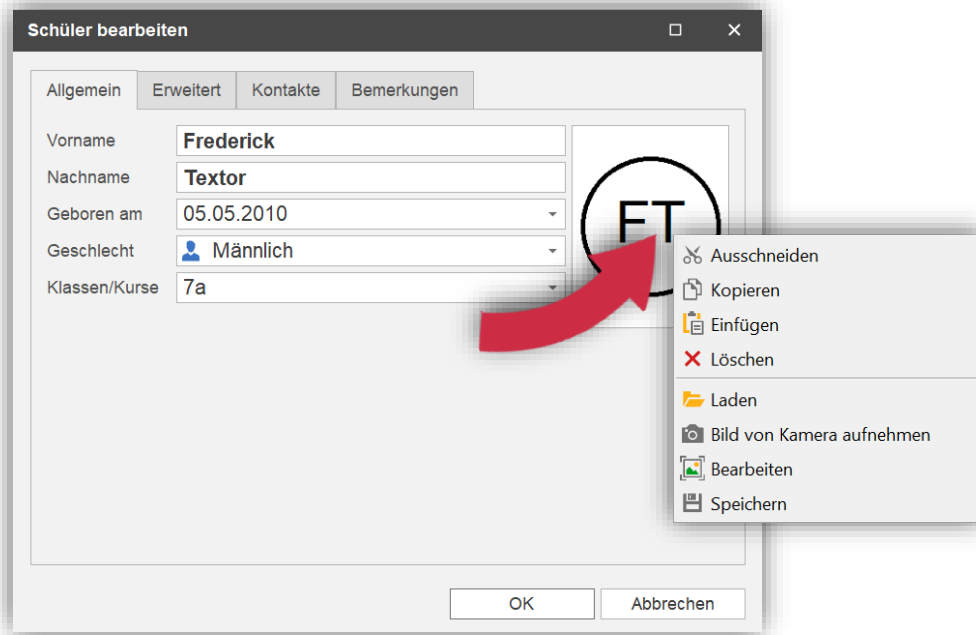 Schüler bearbeiten
Allgemein Erweitert Kontakte Bemerkungen
Vorname Frederick
Nachname Textor
Geboren am 05.05.2010
Geschlecht Männlich
Klassen/Kurse 7a
FT
Ausschneiden
Kopieren
Einfügen
Löschen
Laden
Bild von Kamera aufnehmen
Bearbeiten
Speichern
OK Abbrechen